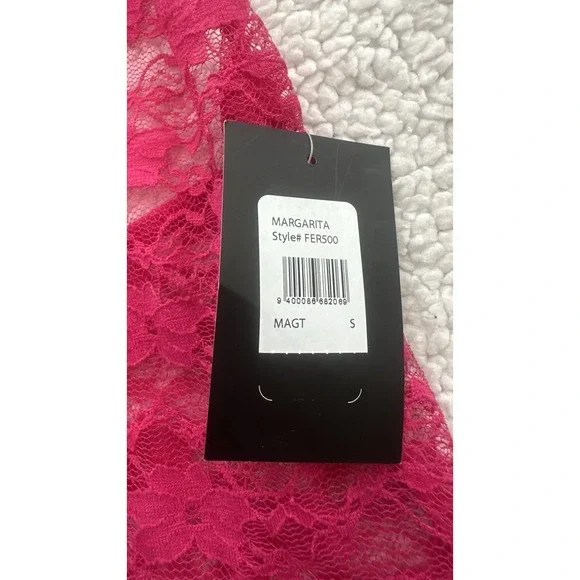 MARGARITA
Style# FER500
9 400086 682069
MAGT S